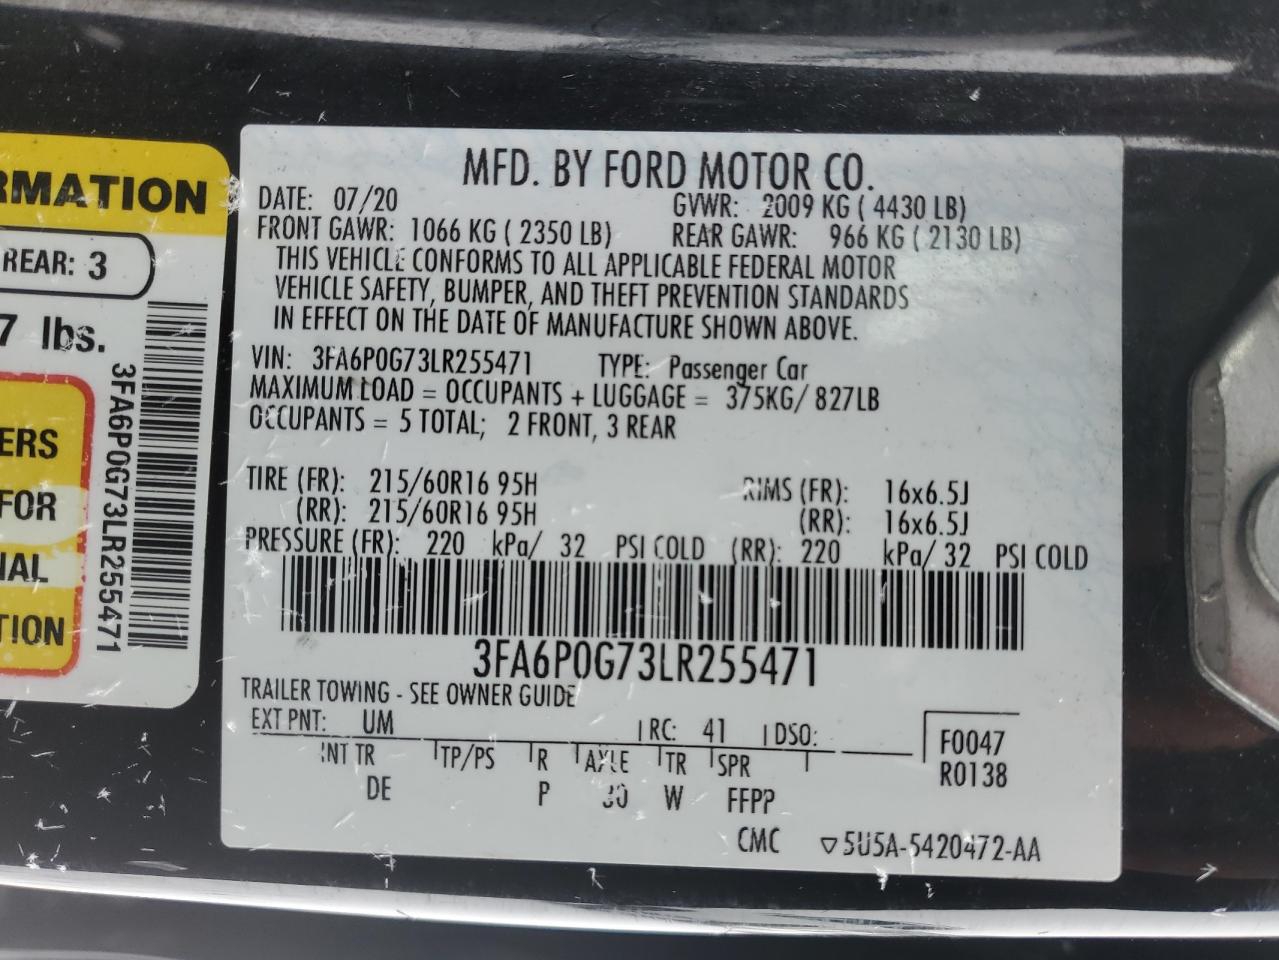 RMATION
REAR: 3
7 lbs.
ERS
FOR
NAL
TION
3FA6P0G73LR255471
MFD. BY FORD MOTOR CO.
DATE: 07/20 GVWR: 2009 KG ( 4430 LB)
FRONT GAWR: 1066 KG ( 2350 LB) REAR GAWR: 966 KG ( 2130 LB)
THIS VEHICLE CONFORMS TO ALL APPLICABLE FEDERAL MOTOR
VEHICLE SAFETY, BUMPER, AND THEFT PREVENTION STANDARDS
IN EFFECT ON THE DATE OF MANUFACTURE SHOWN ABOVE.
VIN: 3FA6P0G73LR255471 TYPE: Passenger Car
MAXIMUM LOAD = OCCUPANTS + LUGGAGE = 375KG/ 827LB
OCCUPANTS = 5 TOTAL; 2 FRONT, 3 REAR
TIRE (FR): 215/60R16 95H RIMS (FR): 16x6.5J
(RR): 215/60R16 95H (RR): 16x6.5J
PRESSURE (FR): 220 kPa/ 32 PSI COLD (RR): 220 kPa/ 32 PSI COLD
3FA6P0G73LR255471
TRAILER TOWING - SEE OWNER GUIDE
EXT PNT: UM RC: 41 DSO:
F0047
INT TR TP/PS R AXLE TR SPR
R0138
DE P 30 W FFPP
CMC ▽5U5A-5420472-AA